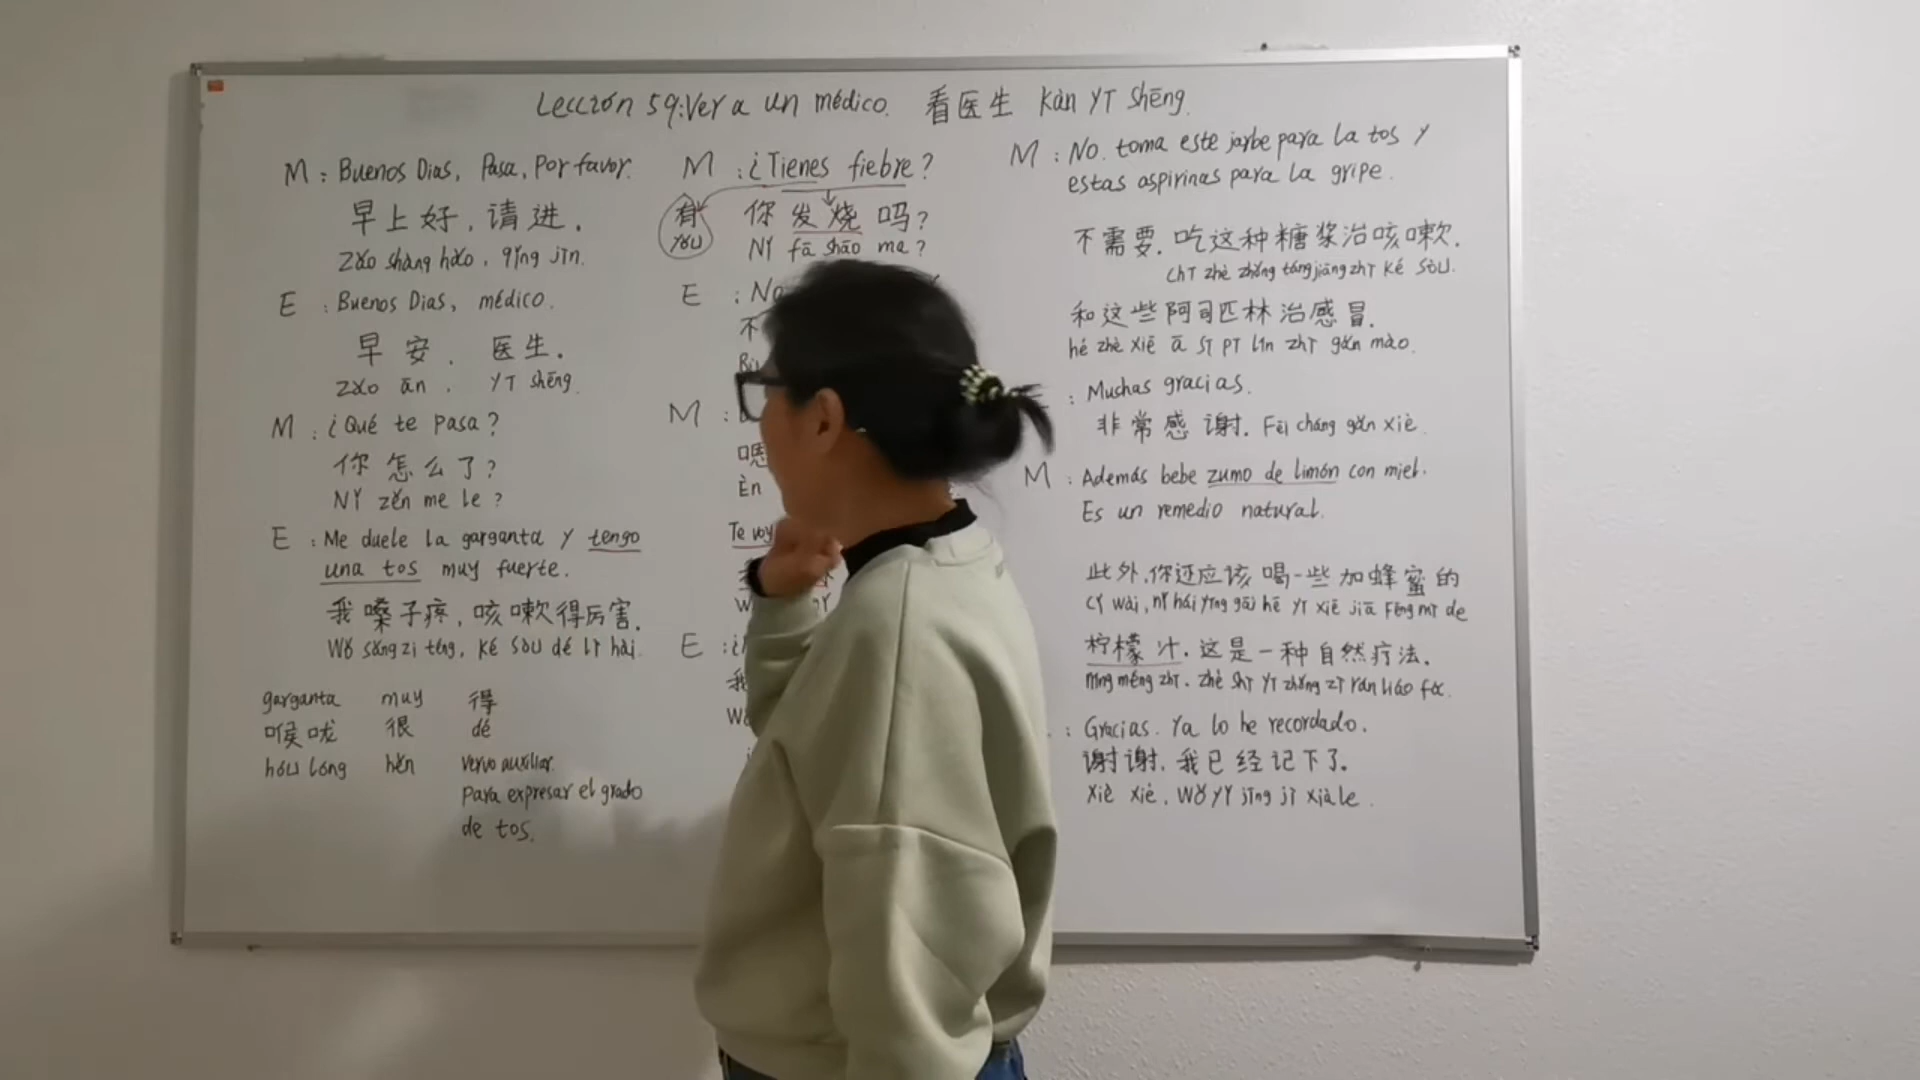 Lección 59:Ver a un médico. 看医生 Kàn Yī Shēng.
M : Buenos Dias, Pasa, Por favor.
早上好,请进.
Zǎo shàng hǎo, qǐng jìn.
E : Buenos Dias, médico.
早安. 医生.
Zǎo ān. Yī shēng.
M : ¿Qué te pasa?
你怎么了?
Nǐ zěn me le?
E : Me duele la garganta y tengo
una tos muy fuerte.
我嗓子疼,咳嗽得厉害.
Wǒ sǎng zi téng, Ké Sòu dé lì hài.
garganta muy 得
喉咙 很 dé
hóu lóng hěn vervo auxiliar.
Para expresar el grado
de tos.
M : ¿Tienes fiebre?
有 你发烧吗?
yǒu Nǐ fā shāo ma?
E : No
不
M :
嗯
Èn
Te voy
E :
我
M : No. toma este jarbe para la tos y
estas aspirinas para la gripe.
不需要.吃这种糖浆治咳嗽.
chī zhè zhǒng táng jiāng zhì Ké Sòu.
和这些阿司匹林治感冒.
hé zhè xiē ā sī pī lín zhì gǎn mào.
: Muchas gracias.
非常感谢. Fēi cháng gǎn xiè.
M : Además bebe zumo de limón con miel.
Es un remedio natural.
此外,你还应该喝一些加蜂蜜的
Cǐ wài, nǐ hái yīng gāi hē yī xiē jiā Fēng mì de
柠檬汁.这是一种自然疗法.
níng méng zhī. zhè shì yī zhǒng zì rán liáo fǎ.
: Gracias. Ya lo he recordado.
谢谢.我已经记下了.
Xiè xiè. Wǒ yǐ jīng jì xià le.